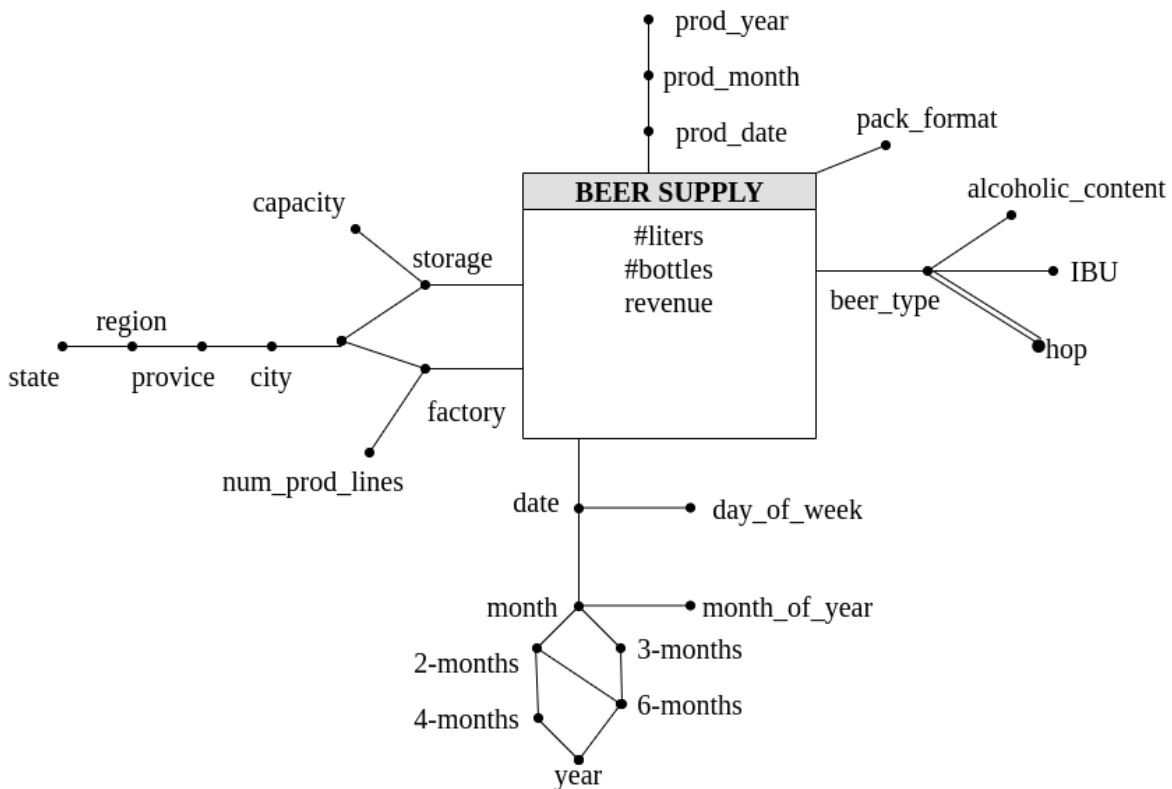 prod_year
prod_month
prod_date
pack_format
BEER SUPPLY
alcoholic_content
capacity
#liters
storage
#bottles
IBU
revenue
beer_type
region
hop
state
provice
city
factory
num_prod_lines
date
day_of_week
month
month_of_year
2-months
3-months
4-months
6-months
year